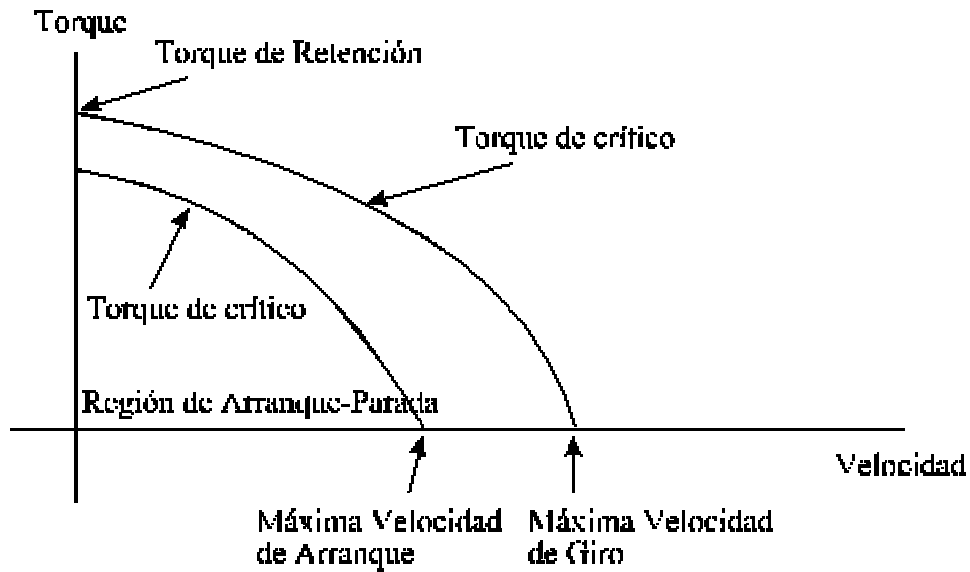 Torque
Torque de Retención
Torque de crítico
Torque de crítico
Región de Arranque-Parada
Velocidad
Máxima Velocidad
de Arranque
Máxima Velocidad
de Giro